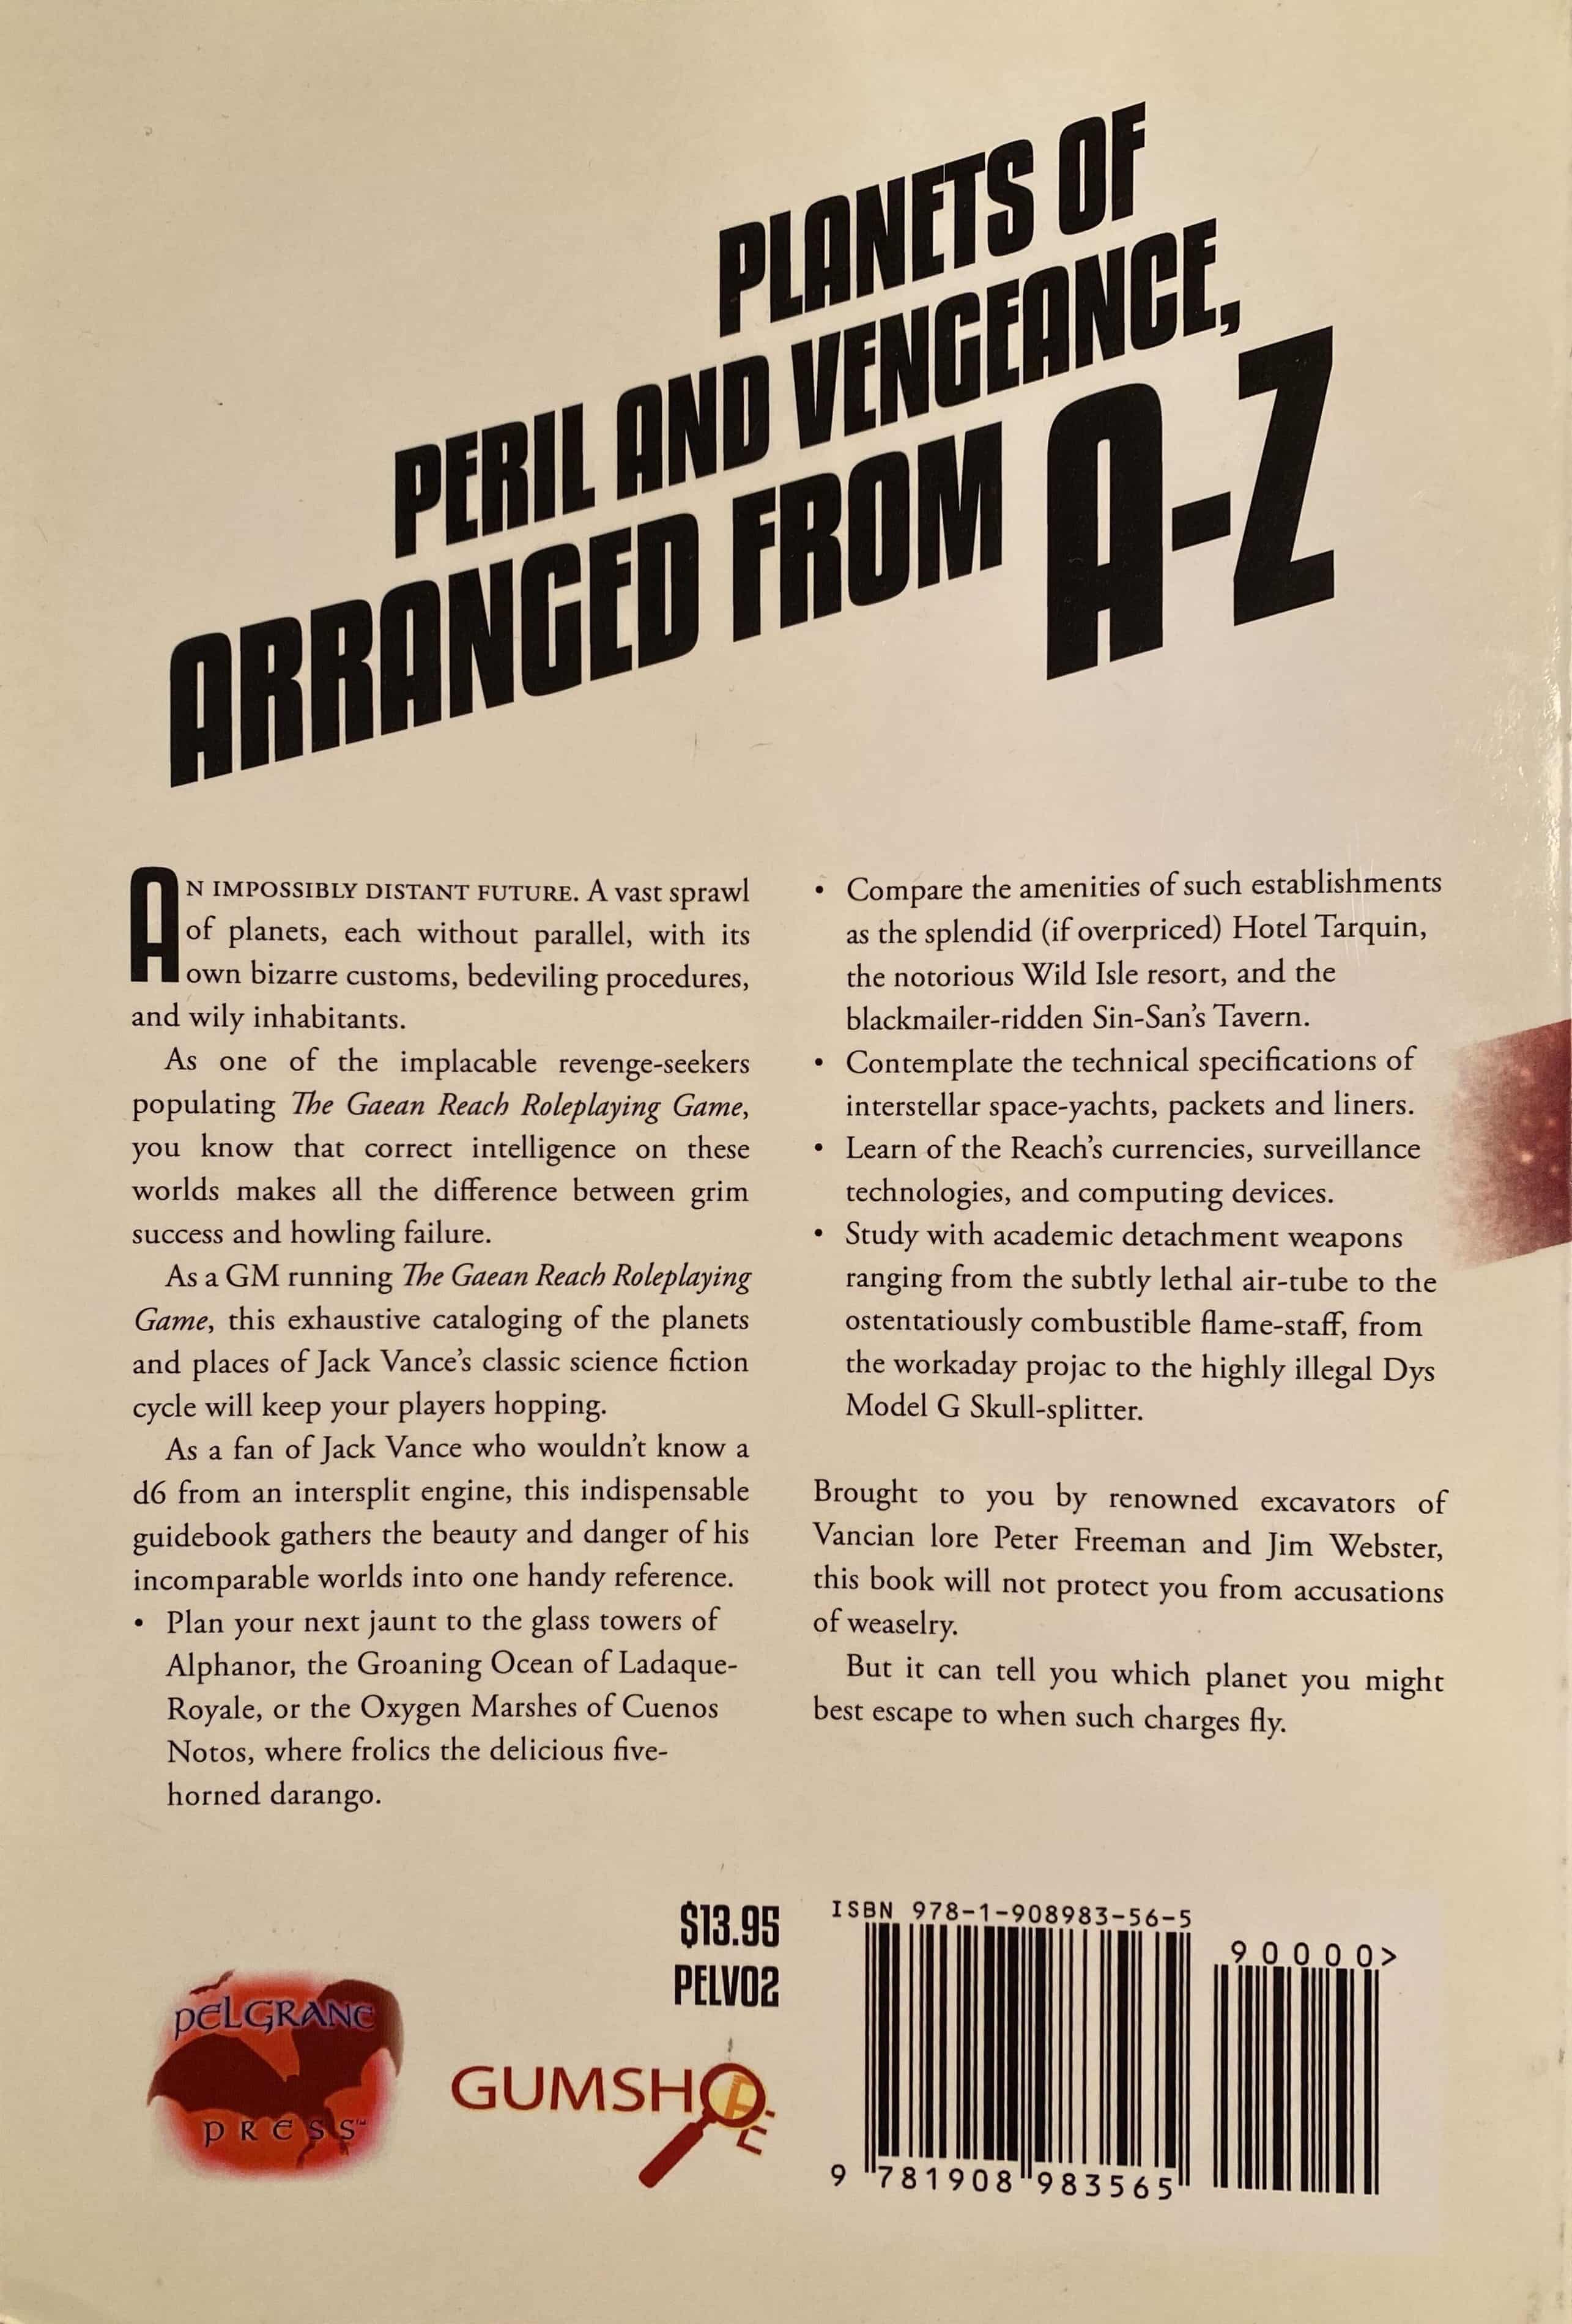 PLANETS OF
PERIL AND VENGEANCE,
ARRANGED FROM A-Z
AN IMPOSSIBLY DISTANT FUTURE. A vast sprawl
of planets, each without parallel, with its
own bizarre customs, bedeviling procedures,
and wily inhabitants.
As one of the implacable revenge-seekers
populating The Gaean Reach Roleplaying Game,
you know that correct intelligence on these
worlds makes all the difference between grim
success and howling failure.
As a GM running The Gaean Reach Roleplaying
Game, this exhaustive cataloging of the planets
and places of Jack Vance's classic science fiction
cycle will keep your players hopping.
As a fan of Jack Vance who wouldn't know a
d6 from an intersplit engine, this indispensable
guidebook gathers the beauty and danger of his
incomparable worlds into one handy reference.
• Plan your next jaunt to the glass towers of
Alphanor, the Groaning Ocean of Ladaque-
Royale, or the Oxygen Marshes of Cuenos
Notos, where frolics the delicious five-
horned darango.
• Compare the amenities of such establishments
as the splendid (if overpriced) Hotel Tarquin,
the notorious Wild Isle resort, and the
blackmailer-ridden Sin-San's Tavern.
• Contemplate the technical specifications of
interstellar space-yachts, packets and liners.
• Learn of the Reach's currencies, surveillance
technologies, and computing devices.
• Study with academic detachment weapons
ranging from the subtly lethal air-tube to the
ostentatiously combustible flame-staff, from
the workaday projac to the highly illegal Dys
Model G Skull-splitter.
Brought to you by renowned excavators of
Vancian lore Peter Freeman and Jim Webster,
this book will not protect you from accusations
of weaselry.
But it can tell you which planet you might
best escape to when such charges fly.
PELGRANE
PRESS™
GUMSHOE
$13.95
PELV02
ISBN 978-1-908983-56-5
90000>
9 781908 983565